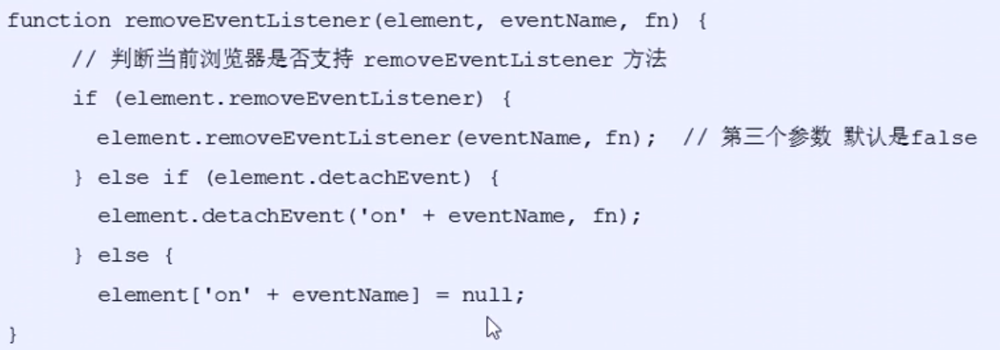 function removeEventListener(element, eventName, fn) {
// 判断当前浏览器是否支持 removeEventListener 方法
if (element.removeEventListener) {
element.removeEventListener(eventName, fn); // 第三个参数 默认是false
} else if (element.detachEvent) {
element.detachEvent('on' + eventName, fn);
} else {
element['on' + eventName] = null;
}